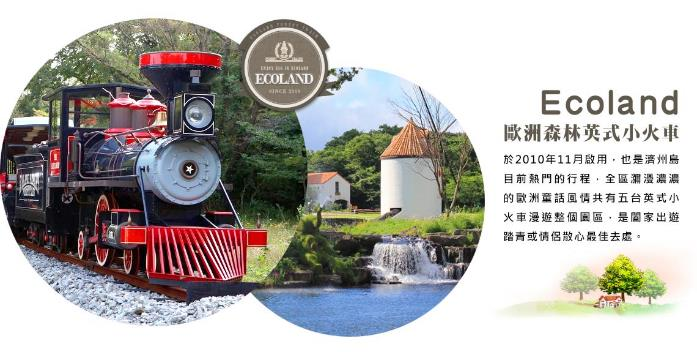 ECOLAND FOREST TRAIN
ENJOY ECO IN ECOLAND
ECOLAND
SINCE 2010
Ecoland
歐洲森林英式小火車
於2010年11月啟用，也是濟州島
目前熱門的行程，全區瀰漫濃濃
的歐洲童話風情共有五台英式小
火車漫遊整個園區，是闔家出遊
踏青或情侶散心最佳去處。